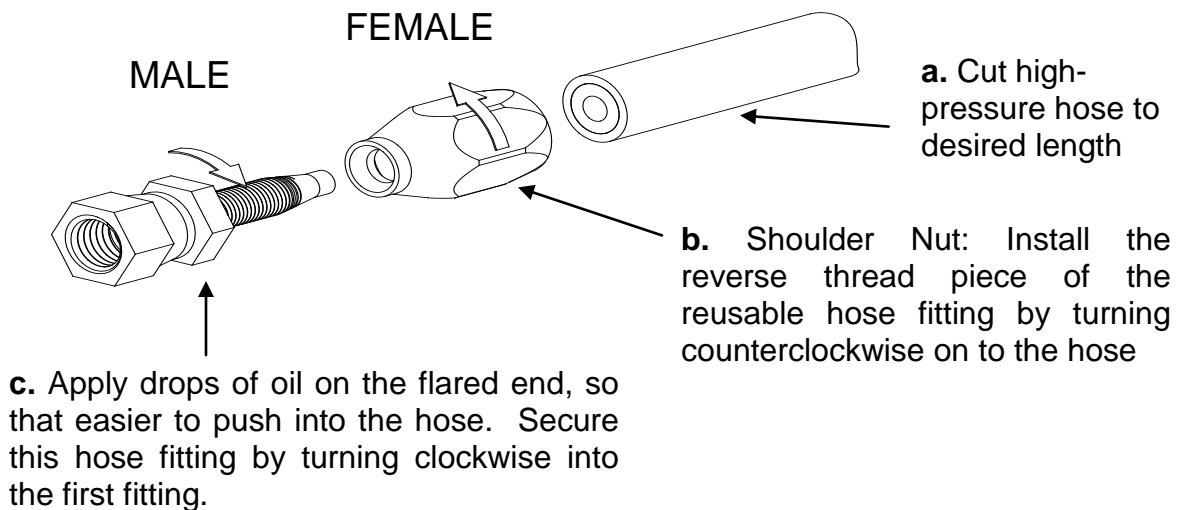 FEMALE
MALE
a. Cut high-
pressure hose to
desired length
b. Shoulder Nut: Install the
reverse thread piece of the
reusable hose fitting by turning
counterclockwise on to the hose
c. Apply drops of oil on the flared end, so
that easier to push into the hose. Secure
this hose fitting by turning clockwise into
the first fitting.